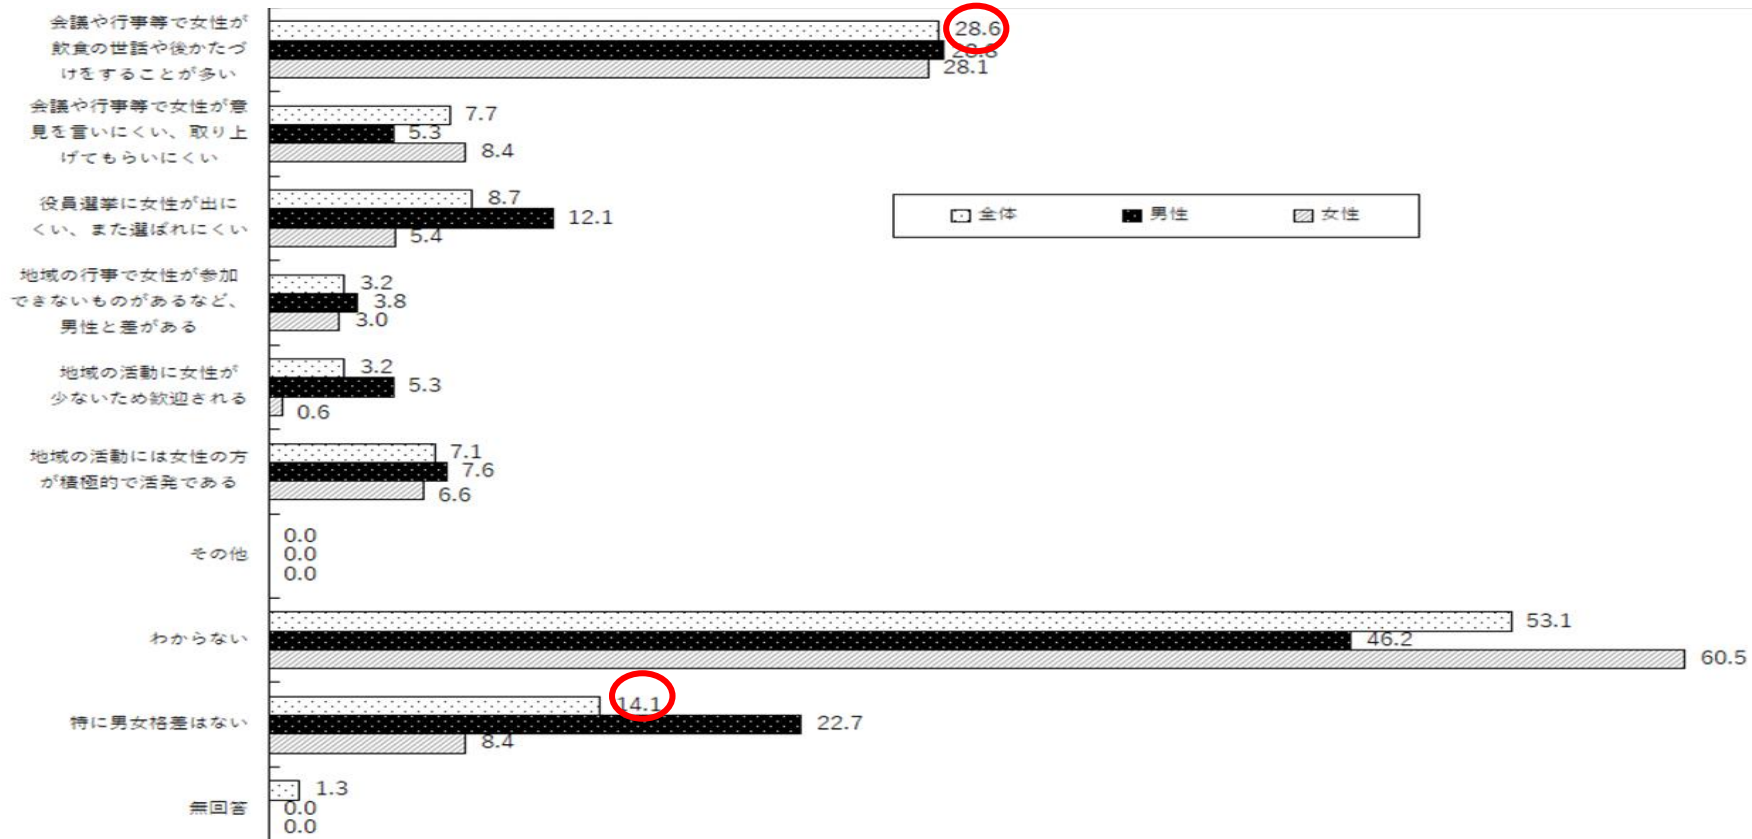 会議や行事等で女性が
飲食の世話や後かたづ
けをすることが多い
28.6
28.8
28.1
会議や行事等で女性が意
見を言いにくい、取り上
げてもらいにくい
7.7
5.3
8.4
役員選挙に女性が出に
くい、また選ばれにくい
8.7
12.1
5.4
全体 男性 女性
地域の行事で女性が参加
できないものがあるなど、
男性と差がある
3.2
3.8
3.0
地域の活動に女性が
少ないため歓迎される
3.2
5.3
0.6
地域の活動には女性の方
が積極的で活発である
7.1
7.6
6.6
その他
0.0
0.0
0.0
わからない
53.1
46.2
60.5
特に男女格差はない
14.1
22.7
8.4
無回答
1.3
0.0
0.0